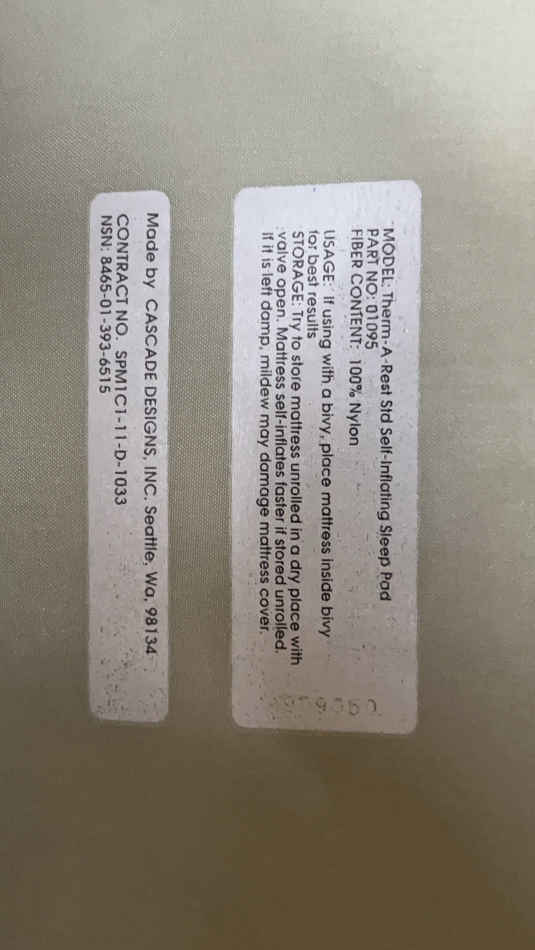 MODEL: Therm-A-Rest Std Self-Inflating Sleep Pad
PART NO: 01095
FIBER CONTENT: 100% Nylon
USAGE: If using with a bivy, place mattress inside bivy
for best results
STORAGE: Try to store mattress unrolled in a dry place with
valve open. Mattress self-inflates faster if stored unrolled.
If it is left damp, mildew may damage mattress cover.
Made by CASCADE DESIGNS, INC. Seattle, Wa. 98134
CONTRACT NO. SPM1C1-11-D-1033
NSN: 8465-01-393-6515